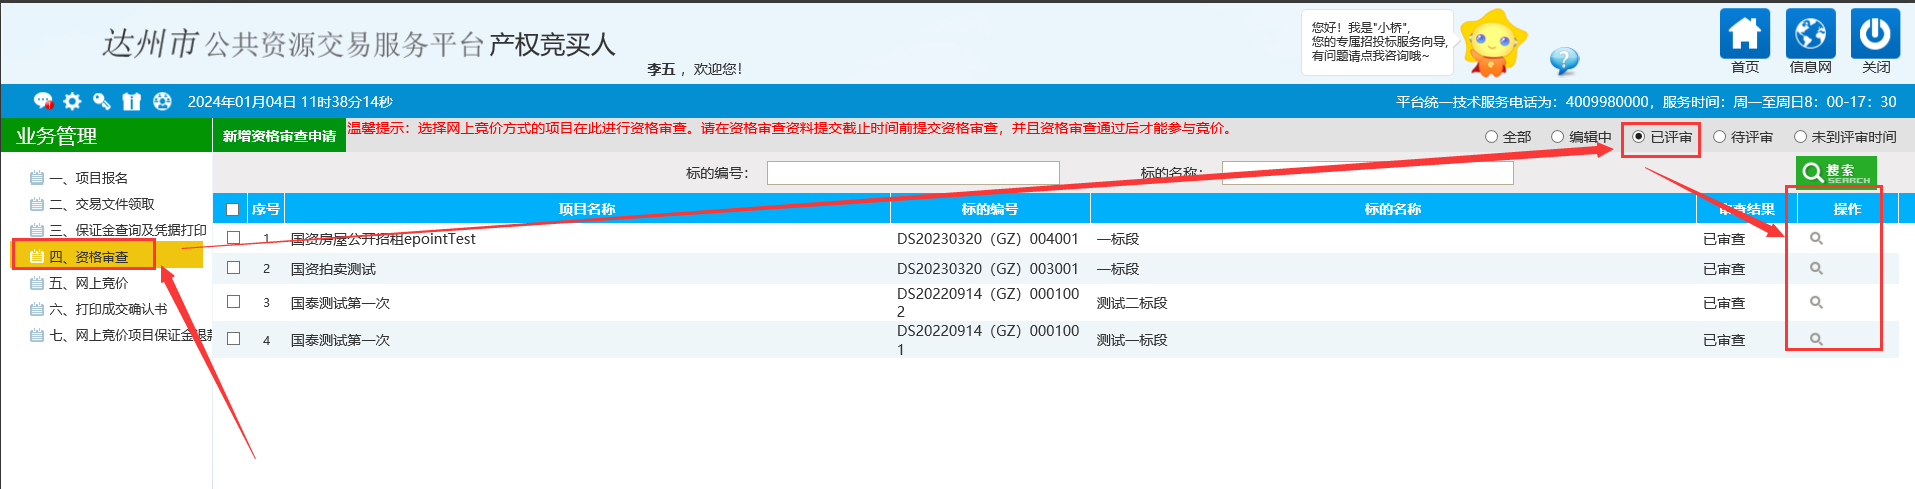 达州市公共资源交易服务平台产权竞买人
李五 ，欢迎您！
您好！我是"小桥",
您的专属招投标服务向导,
有问题请点我咨询哦~
首页
信息网
关闭
2024年01月04日 11时38分14秒
平台统一技术服务电话为：4009980000，服务时间：周一至周日8：00-17：30
业务管理
一、项目报名
二、交易文件领取
三、保证金查询及凭据打印
四、资格审查
五、网上竞价
六、打印成交确认书
七、网上竞价项目保证金退款
新增资格审查申请
温馨提示：选择网上竞价方式的项目在此进行资格审查。请在资格审查资料提交截止时间前提交资格审查，并且资格审查通过后才能参与竞价。
全部 编辑中 已评审 待评审 未到评审时间
标的编号： 标的名称： 搜索 SEARCH
序号 项目名称 标的编号 标的名称 审查结果 操作
1 国资房屋公开招租epointTest DS20230320（GZ）004001 一标段 已审查
2 国资拍卖测试 DS20230320（GZ）003001 一标段 已审查
3 国泰测试第一次 DS20220914（GZ）000100
2 测试二标段 已审查
4 国泰测试第一次 DS20220914（GZ）000100
1 测试一标段 已审查